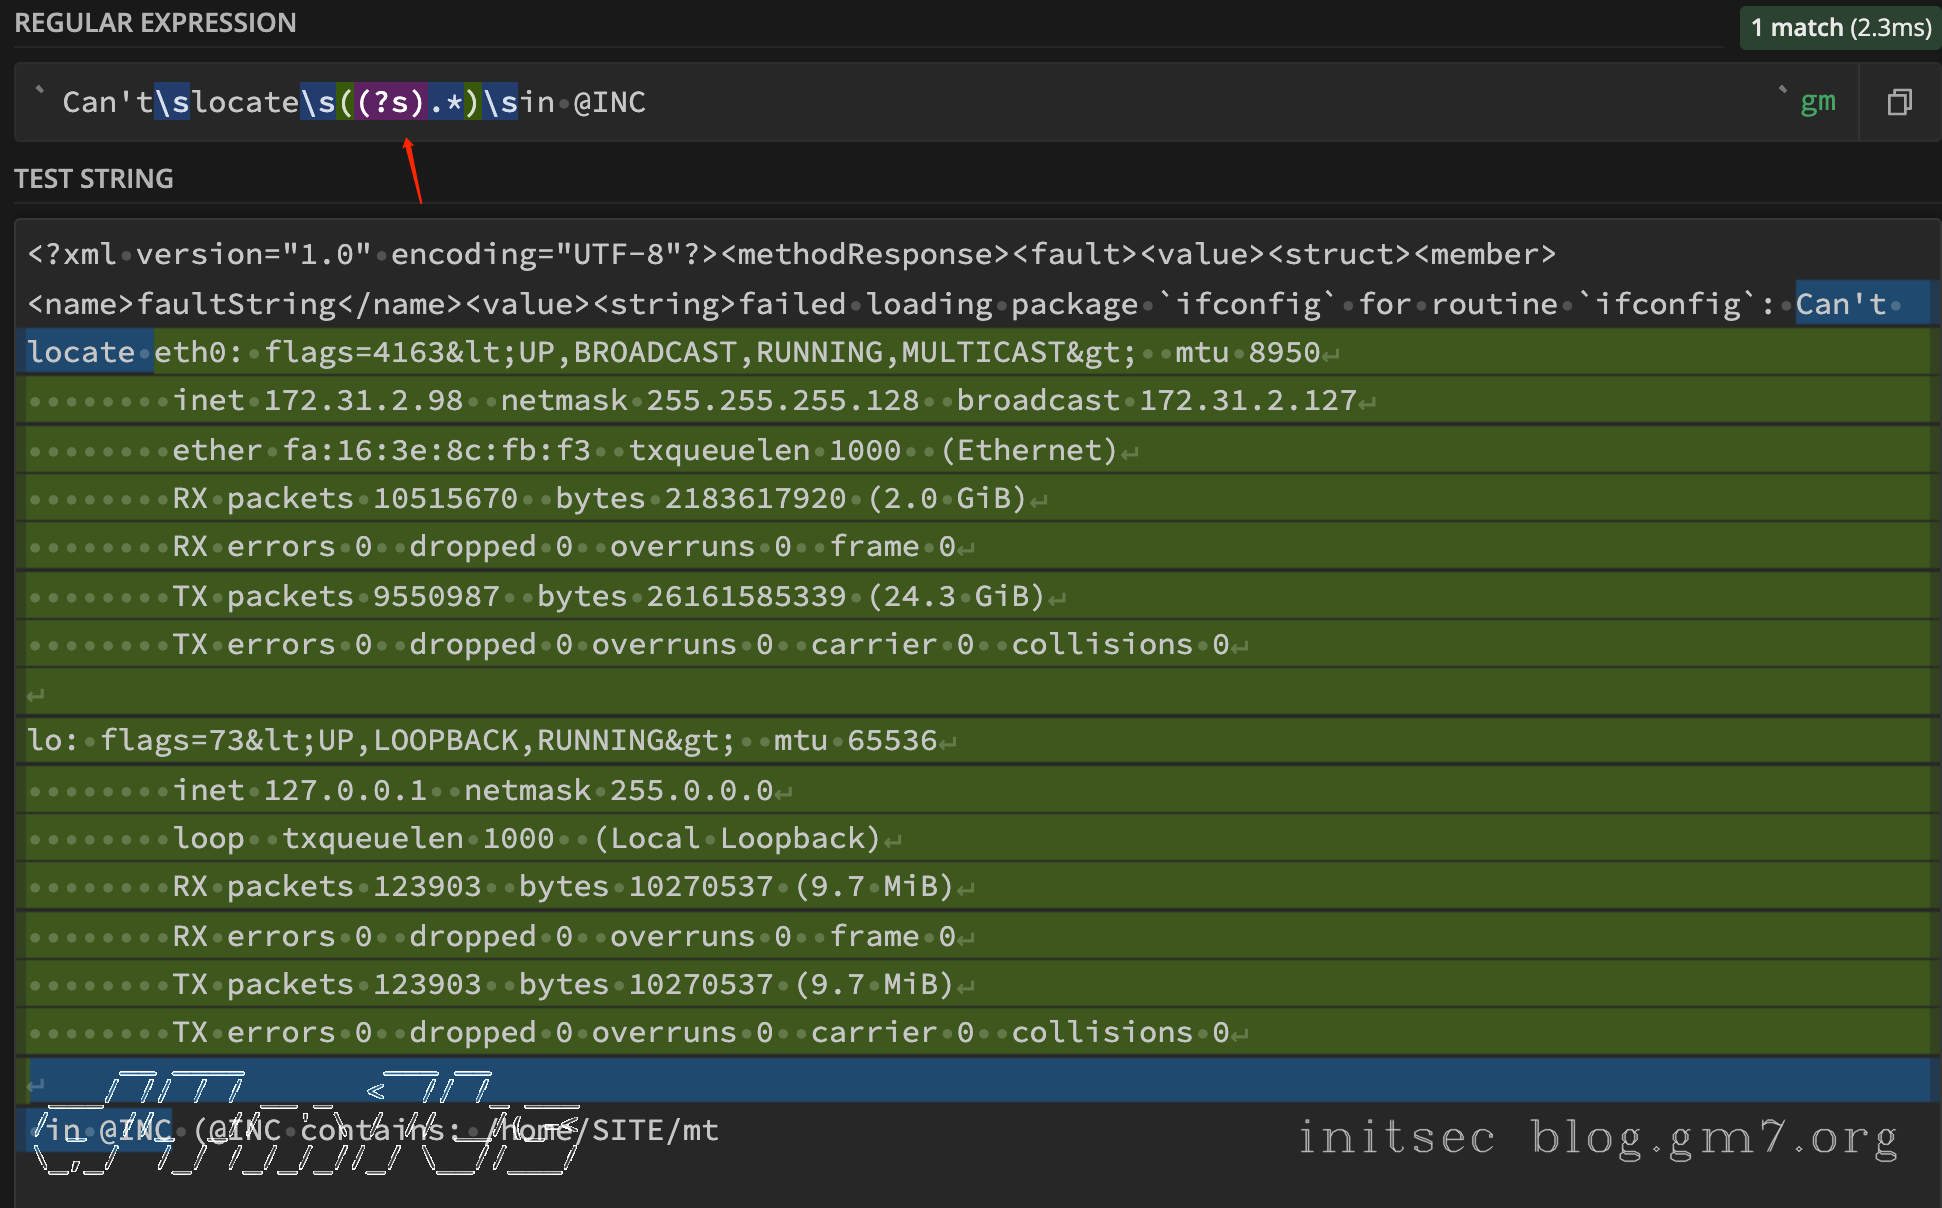 REGULAR EXPRESSION
1 match (2.3ms)
` Can't\slocate\s((?s).*)\sin @INC ` gm
TEST STRING
<?xml version="1.0" encoding="UTF-8"?><methodResponse><fault><value><struct><member>
<name>faultString</name><value><string>failed loading package `ifconfig` for routine `ifconfig`: Can't
locate eth0: flags=4163&lt;UP,BROADCAST,RUNNING,MULTICAST&gt;  mtu 8950
        inet 172.31.2.98  netmask 255.255.255.128  broadcast 172.31.2.127
        ether fa:16:3e:8c:fb:f3  txqueuelen 1000  (Ethernet)
        RX packets 10515670  bytes 2183617920 (2.0 GiB)
        RX errors 0  dropped 0  overruns 0  frame 0
        TX packets 9550987  bytes 26161585339 (24.3 GiB)
        TX errors 0  dropped 0 overruns 0  carrier 0  collisions 0
lo: flags=73&lt;UP,LOOPBACK,RUNNING&gt;  mtu 65536
        inet 127.0.0.1  netmask 255.0.0.0
        loop  txqueuelen 1000  (Local Loopback)
        RX packets 123903  bytes 10270537 (9.7 MiB)
        RX errors 0  dropped 0  overruns 0  frame 0
        TX packets 123903  bytes 10270537 (9.7 MiB)
        TX errors 0  dropped 0 overruns 0  carrier 0  collisions 0
 in @INC (@INC contains: /home/SITE/mt
initsec blog.gm7.org